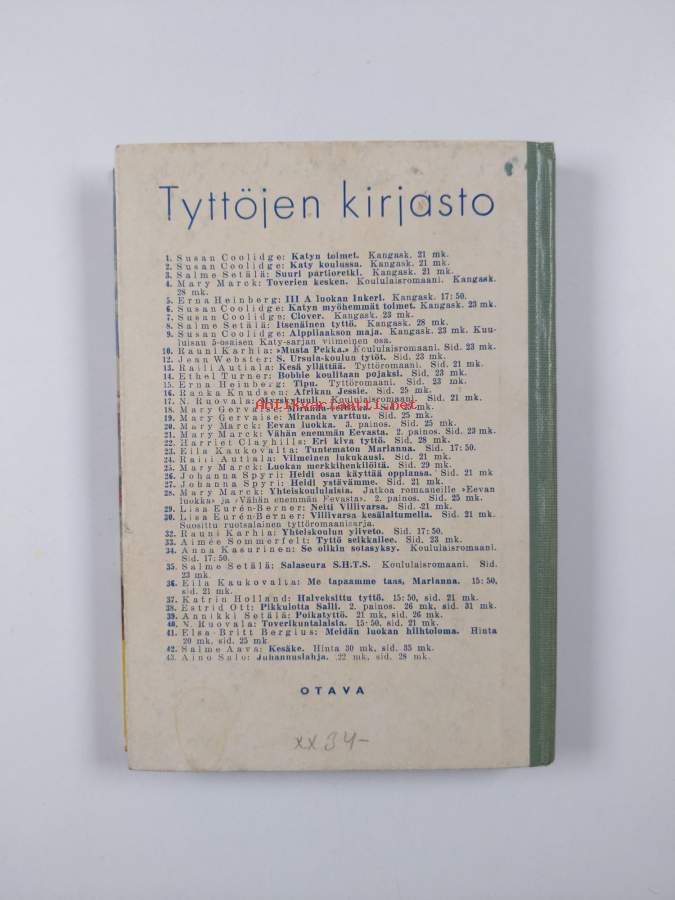 Tyttöjen kirjasto
1. Susan Coolidge: Katyn toimet. Kangask. 21 mk.
2. Susan Coolidge: Katy koulussa. Kangask. 21 mk.
3. Salme Setälä: Suuri partioretki. Kangask. 21 mk.
4. Mary Marck: Toverien kesken. Koululaisromaani. Kangask.
28 mk.
5. Erna Heinberg: III A luokan Inkeri. Kangask. 17:50.
6. Susan Coolidge: Katyn myöhemmät toimet. Kangask. 23 mk.
7. Susan Coolidge: Clover. Kangask. 23 mk.
8. Salme Setälä: Itsenäinen tyttö. Kangask. 28 mk.
9. Susan Coolidge: Alppilaakson maja. Kangask. 23 mk. Kuu-
luisan 5-osaisen Katy-sarjan viimeinen osa.
10. Rauni Karhia: »Musta Pekka.» Koululaisromaani. Sid. 23 mk.
12. Jean Webster: S. Ursula-koulun tytöt. Sid. 23 mk.
13. Raili Autiala: Kesä yllättää. Tyttöromaani. Sid. 21 mk.
14. Ethel Turner: Bobbie koulitaan pojaksi. Sid. 23 mk.
15. Erna Heinberg: Tipu. Tyttöromaani. Sid. 23 mk.
16. Ranka Knudsen: Afrikan Jessie. Sid. 25 mk.
17. N. Ruovala: Koululaisromaani. Sid. 21 mk.
18. Mary Gervaise: mk.
Antikvariaatti.net
19. Mary Gervaise: Miranda varttuu. Sid. 25 mk.
20. Mary Marck: Eevan luokka. 3. painos. Sid. 25 mk.
21. Mary Marck: Vähän enemmän Eevasta. 2. painos. Sid. 23 mk.
22. Harriet Clayhills: Eri kiva tyttö. Sid. 28 mk.
23. Eila Kaukovalta: Tuntematon Marianna. Sid. 17:50.
24. Raili Autiala: Viimeinen lukukausi. Sid. 21 mk.
25. Mary Marck: Luokan merkkihenkilöitä. Sid. 29 mk.
26. Johanna Spyri: Heidi osaa käyttää oppiansa. Sid. 21 mk
27. Johanna Spyri: Heidi ystävämme. Sid. 21 mk.
28. Mary Marck: Yhteiskoululaisia. Jatkoa romaaneille »Eevan
luokka» ja »Vähän enemmän Eevasta». 2. painos. Sid. 25 mk.
29. Lisa Eurén-Berner: Neiti Villivarsa. Sid. 21 mk.
30. Lisa Eurén-Berner: Villivarsa kesälaitumella. Sid. 21 mk.
Suosittu ruotsalainen tyttöromaanisarja.
32. Rauni Karhia: Yhteiskoulun yliveto. Sid. 17:50.
33. Aimée Sommerfelt: Tyttö seikkailee. Sid. 23 mk.
34. Anna Kasurinen: Se olikin sotasyksy. Koululaisromaani.
Sid. 17:50.
35. Salme Setälä: Salaseura S.H.T.S. Koululaisromaani. Sid.
23 mk.
36. Eila Kaukovalta: Me tapaamme taas, Marianna. 15:50,
sid. 21 mk.
37. Katrin Holland: Halveksittu tyttö. 15:50, sid. 21 mk.
38. Estrid Ott: Pikkulotta Salli. 2. painos. 26 mk, sid. 31 mk.
39. Annikki Setälä: Poikatyttö. 21 mk, sid. 26 mk.
40. N. Ruovala: Toverikuntalaisia. 15:50, sid. 21 mk.
41. Elsa-Britt Bergius: Meidän luokan hiihtoloma. Hinta
20 mk, sid. 25 mk.
42. Salme Aava: Kesäke. Hinta 30 mk, sid. 35 mk.
43. Aino Salo: Juhannuslahja. 22 mk, sid. 28 mk.
OTAVA
xx 34-